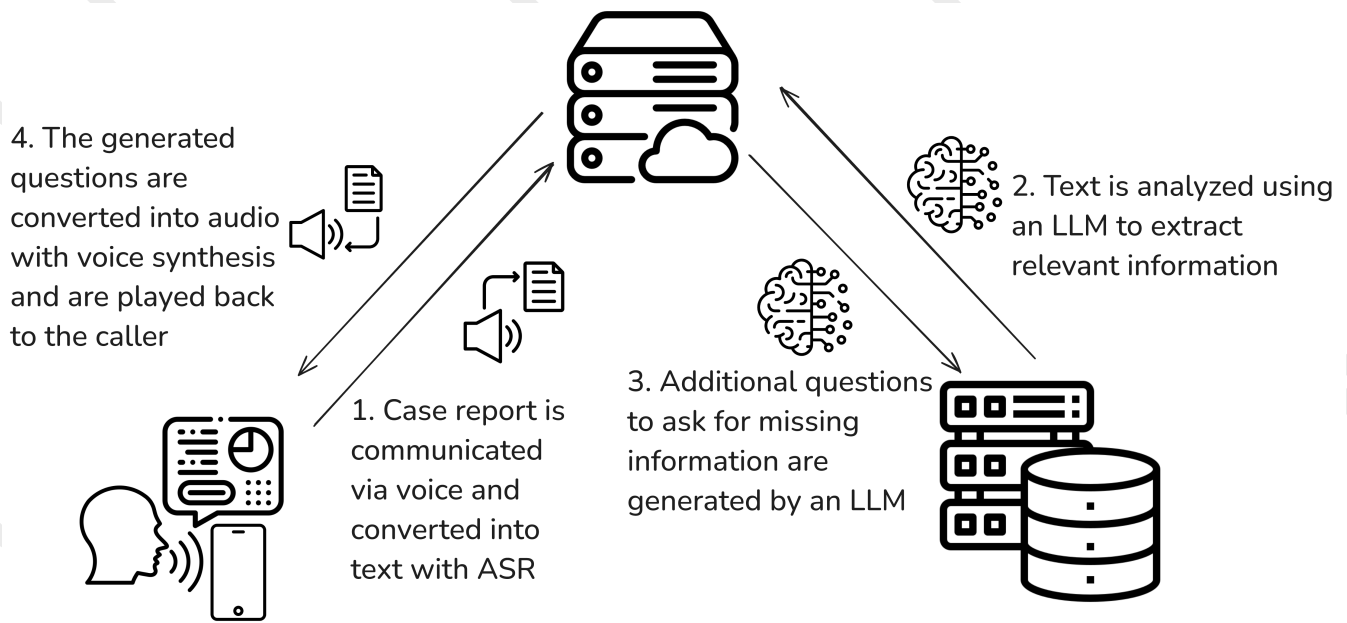 4. The generated
questions are
converted into audio
with voice synthesis
and are played back
to the caller
2. Text is analyzed using
an LLM to extract
relevant information
1. Case report is
communicated
via voice and
converted into
text with ASR
3. Additional questions
to ask for missing
information are
generated by an LLM